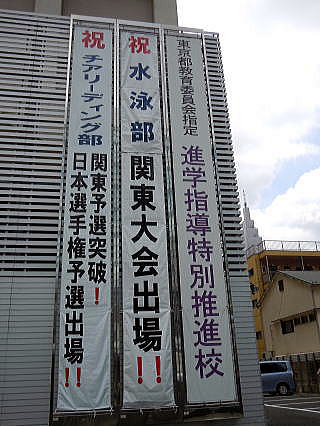 東京都教育委員会指定
進学指導特別推進校
祝 水泳部
関東大会出場!!
祝 チアリーディング部
関東予選突破!
日本選手権予選出場!!